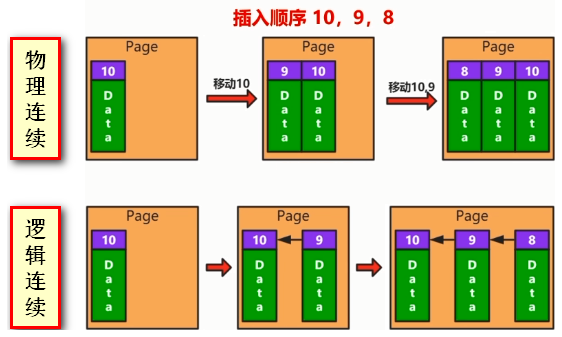 插入顺序 10，9，8
物理连续
Page
10
Data
移动10
Page
9 10
Data Data
移动10,9
Page
8 9 10
Data Data Data
逻辑连续
Page
10
Data
Page
10 9
Data Data
Page
10 9 8
Data Data Data